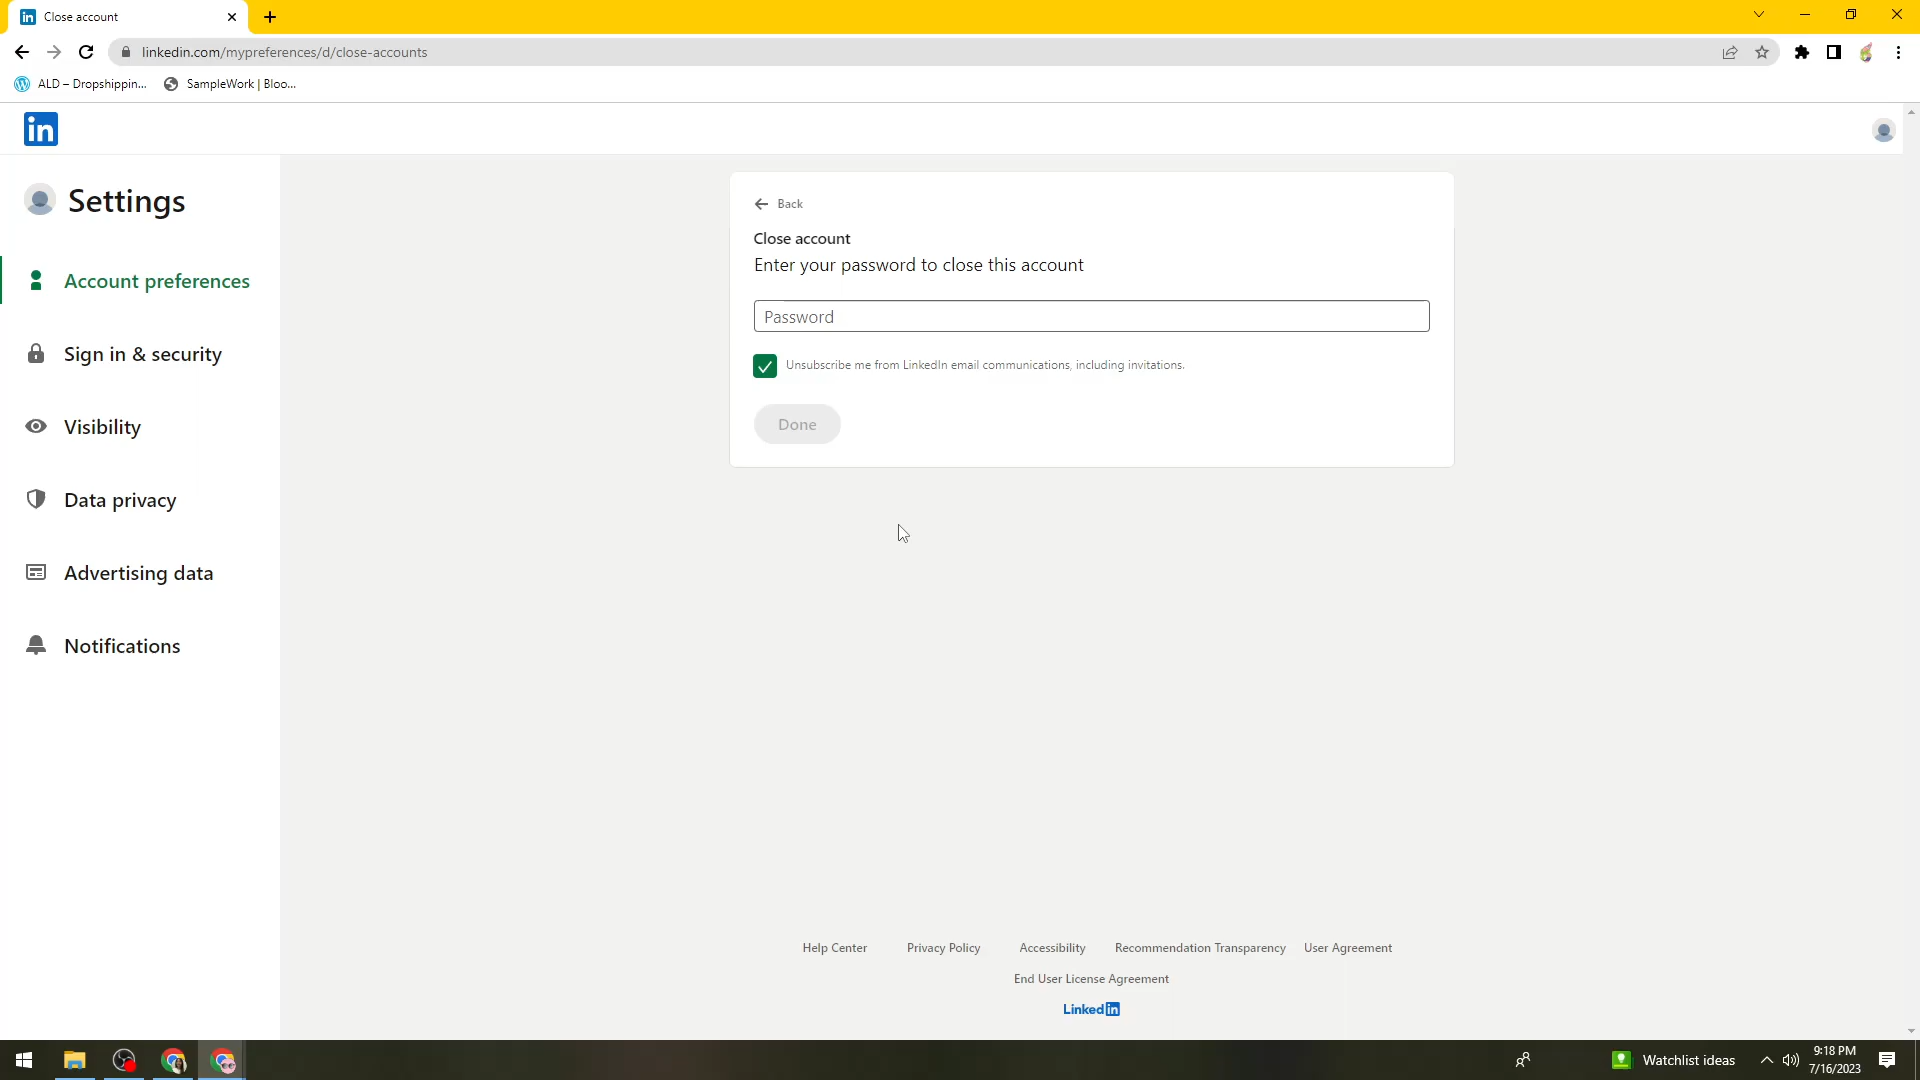 Close account
linkedin.com/mypreferences/d/close-accounts
ALD – Dropshippin...
SampleWork | Bloo...
in
Settings
Account preferences
Sign in & security
Visibility
Data privacy
Advertising data
Notifications
Back
Close account
Enter your password to close this account
Password
Unsubscribe me from LinkedIn email communications, including invitations.
Done
Help Center Privacy Policy Accessibility Recommendation Transparency User Agreement
End User License Agreement
Linkedin
Watchlist ideas
9:18 PM
7/16/2023